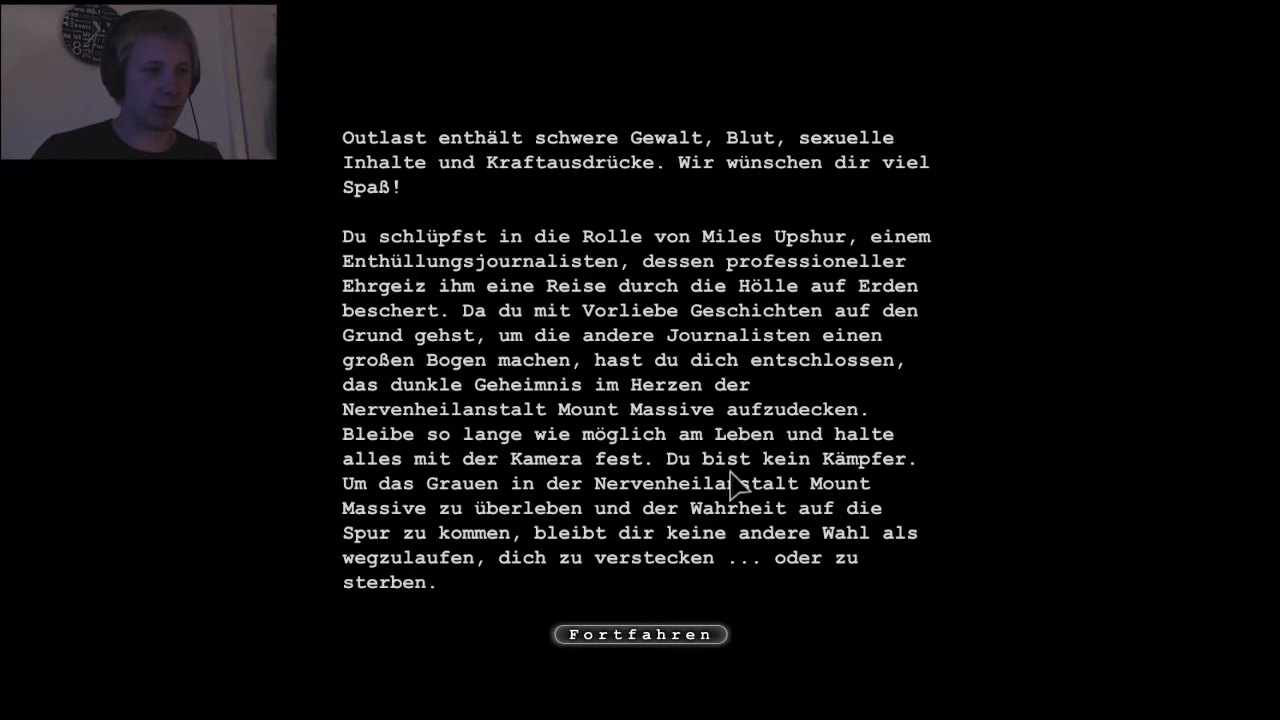 Outlast enthält schwere Gewalt, Blut, sexuelle
Inhalte und Kraftausdrücke. Wir wünschen dir viel
Spaß!
Du schlüpfst in die Rolle von Miles Upshur, einem
Enthüllungsjournalisten, dessen professioneller
Ehrgeiz ihm eine Reise durch die Hölle auf Erden
beschert. Da du mit Vorliebe Geschichten auf den
Grund gehst, um die andere Journalisten einen
großen Bogen machen, hast du dich entschlossen,
das dunkle Geheimnis im Herzen der
Nervenheilanstalt Mount Massive aufzudecken.
Bleibe so lange wie möglich am Leben und halte
alles mit der Kamera fest. Du bist kein Kämpfer.
Um das Grauen in der Nervenheilanstalt Mount
Massive zu überleben und der Wahrheit auf die
Spur zu kommen, bleibt dir keine andere Wahl als
wegzulaufen, dich zu verstecken ... oder zu
sterben.
Fortfahren